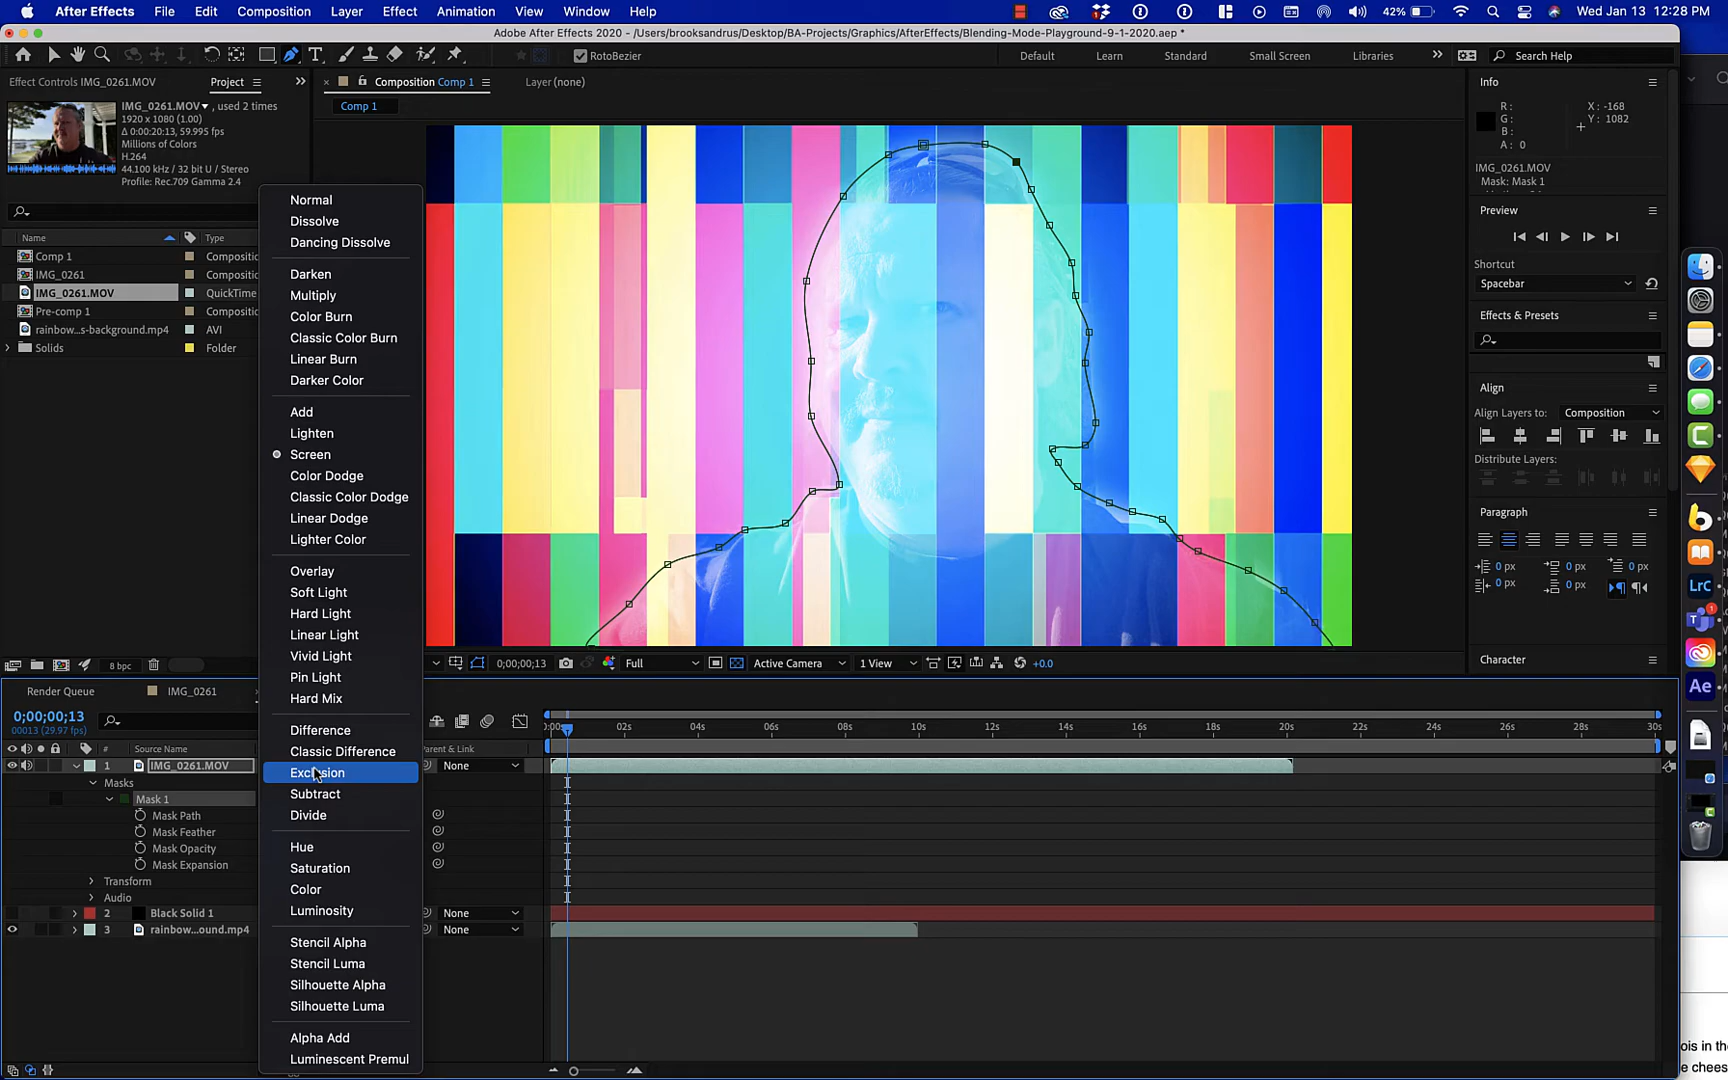 After Effects File Edit Composition Layer Effect Animation View Window Help 42% Wed Jan 13 12:28 PM
Adobe After Effects 2020 - /Users/brooksandrus/Desktop/BA-Projects/Graphics/AfterEffects/Blending-Mode-Playground-9-1-2020.aep *
RotoBezier Default Learn Standard Small Screen Libraries Search Help
Effect Controls IMG_0261.MOV Project Composition Comp 1 Layer (none) Info
Comp 1
IMG_0261.MOV , used 2 times
1920 x 1080 (1.00)
Δ 0:00:20:13, 59.995 fps
Millions of Colors
H.264
44.100 kHz / 32 bit U / Stereo
Profile: Rec.709 Gamma 2.4
R :
G :
B :
A : 0
X : -168
Y : 1082
IMG_0261.MOV
Mask: Mask 1
Name Type
Comp 1 Compositio
IMG_0261 Compositio
IMG_0261.MOV QuickTime
Pre-comp 1 Compositio
rainbow...s-background.mp4 AVI
Solids Folder
Normal
Dissolve
Dancing Dissolve
Darken
Multiply
Color Burn
Classic Color Burn
Linear Burn
Darker Color
Add
Lighten
Screen
Color Dodge
Classic Color Dodge
Linear Dodge
Lighter Color
Overlay
Soft Light
Hard Light
Linear Light
Vivid Light
Pin Light
Hard Mix
Difference
Classic Difference
Exclusion
Subtract
Divide
Hue
Saturation
Color
Luminosity
Stencil Alpha
Stencil Luma
Silhouette Alpha
Silhouette Luma
Alpha Add
Luminescent Premul
Preview
Shortcut
Spacebar
Effects & Presets
Align
Align Layers to: Composition
Distribute Layers:
Paragraph
0 px 0 px 0 px
0 px 0 px
Character
8 bpc
0;00;00;13 Full Active Camera 1 View +0.0
Render Queue IMG_0261
0;00;00;13
00013 (29.97 fps)
:00s 02s 04s 06s 08s 10s 12s 14s 16s 18s 20s 22s 24s 26s 28s 30s
# Source Name Parent & Link
1 IMG_0261.MOV None
Masks
Mask 1
Mask Path
Mask Feather
Mask Opacity
Mask Expansion
Transform
Audio
2 Black Solid 1 None
3 rainbow...ound.mp4 None
Lrc
1
Ae
ois in the
e chees